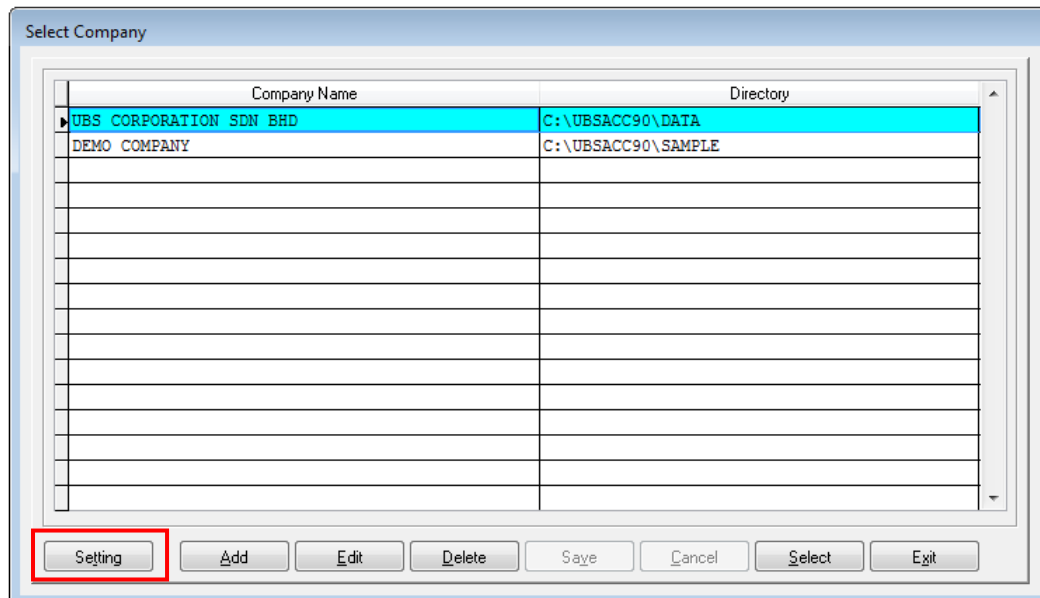 Select Company
Company Name Directory
UBS CORPORATION SDN BHD C:\UBSACC90\DATA
DEMO COMPANY C:\UBSACC90\SAMPLE
Setting Add Edit Delete Save Cancel Select Exit